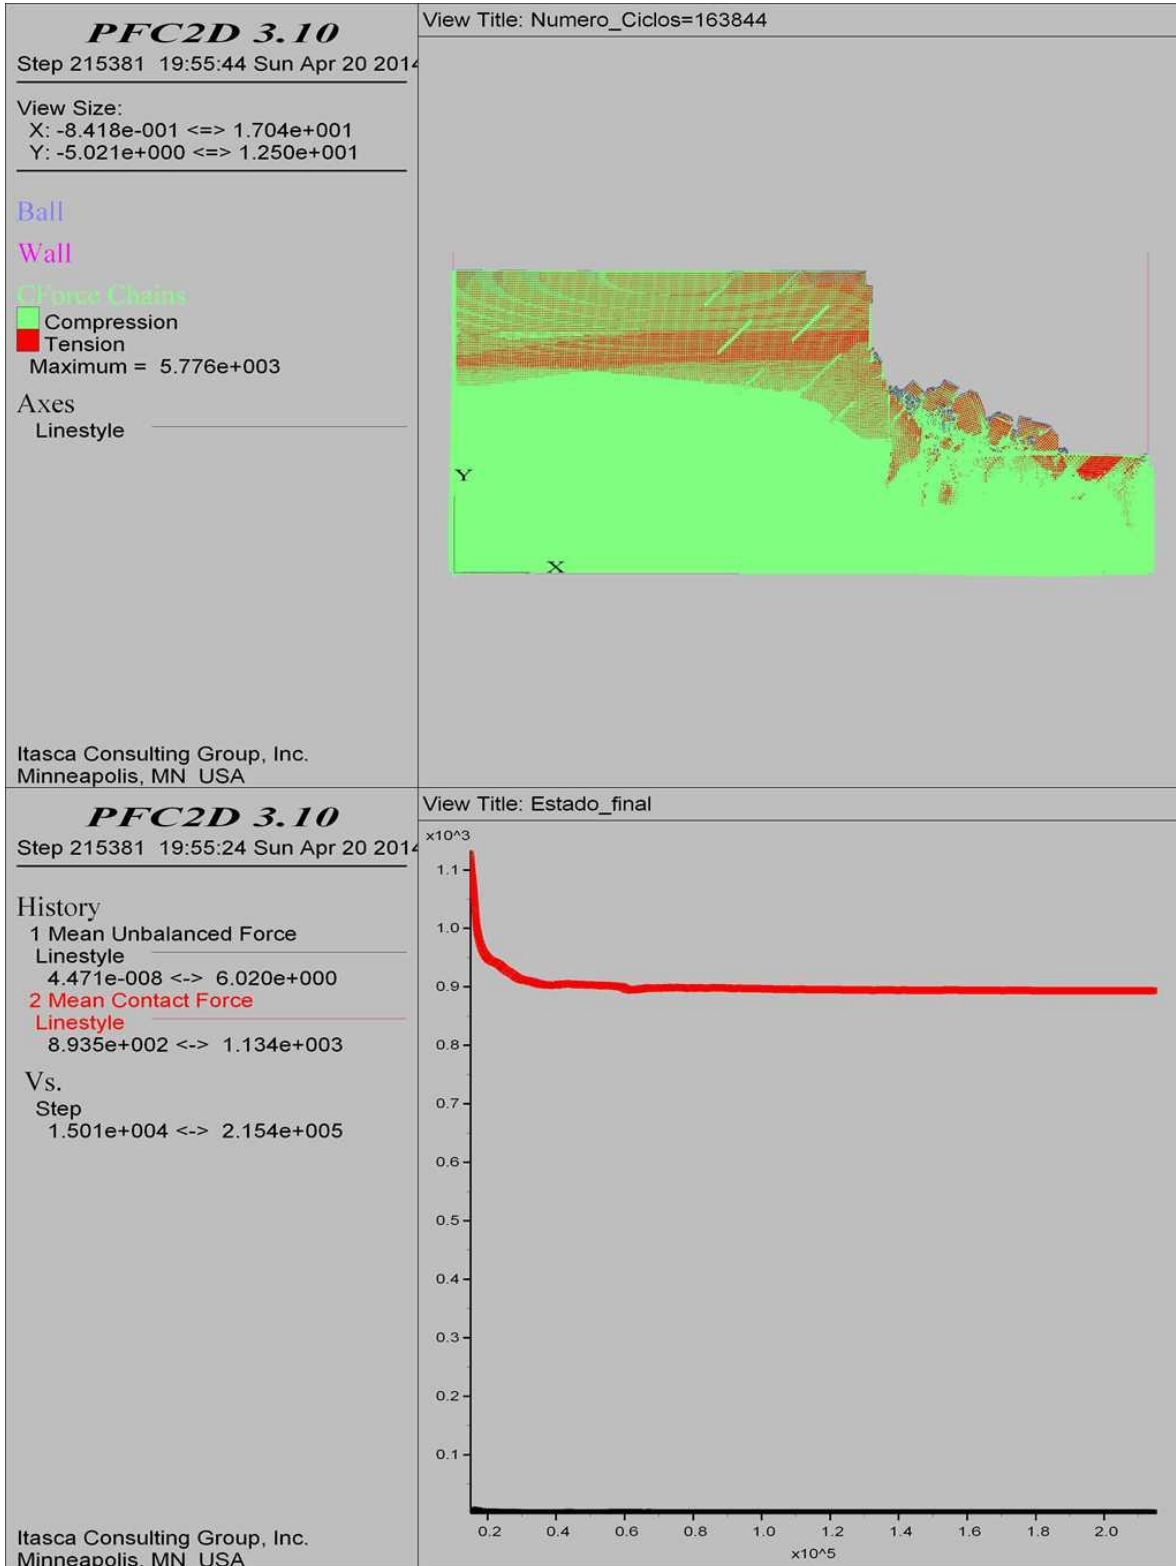 PFC2D 3.10
Step 215381 19:55:44 Sun Apr 20 2014
View Size:
X: -8.418e-001 <=> 1.704e+001
Y: -5.021e+000 <=> 1.250e+001
Ball
Wall
CForce Chains
Compression
Tension
Maximum = 5.776e+003
Axes
Linestyle
Itasca Consulting Group, Inc.
Minneapolis, MN USA
View Title: Numero_Ciclos=163844
Y
X
PFC2D 3.10
Step 215381 19:55:24 Sun Apr 20 2014
History
1 Mean Unbalanced Force
Linestyle
4.471e-008 <-> 6.020e+000
2 Mean Contact Force
Linestyle
8.935e+002 <-> 1.134e+003
Vs.
Step
1.501e+004 <-> 2.154e+005
Itasca Consulting Group, Inc.
Minneapolis, MN USA
View Title: Estado_final
x10^3
1.1
1.0
0.9
0.8
0.7
0.6
0.5
0.4
0.3
0.2
0.1
0.2 0.4 0.6 0.8 1.0 1.2 1.4 1.6 1.8 2.0
x10^5